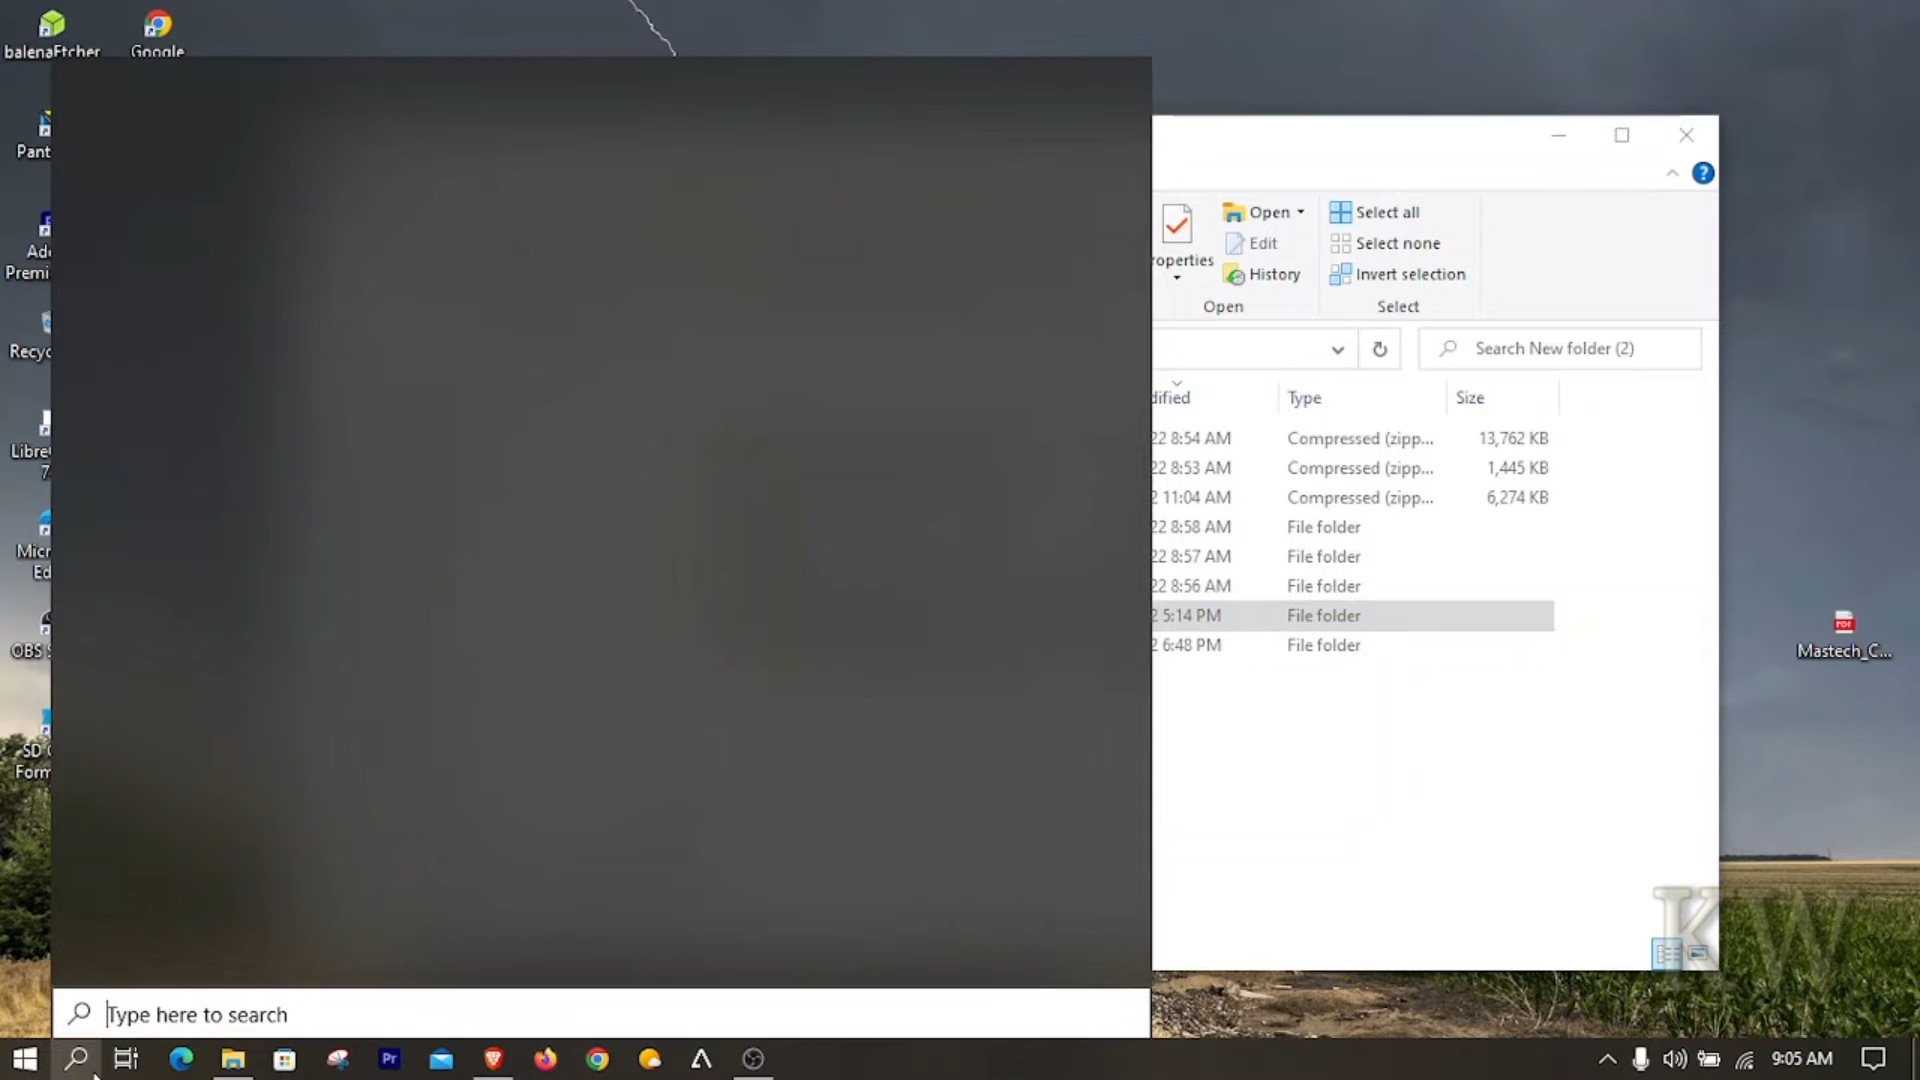 balenaEtcher
Google
Pant
Ado
Premi
Recyc
Libre
7
Micr
Ed
OBS S
SD
Form
roperties
Open
Edit
History
Open
Select all
Select none
Invert selection
Select
Search New folder (2)
dified
Type
Size
22 8:54 AM
Compressed (zipp...
13,762 KB
22 8:53 AM
Compressed (zipp...
1,445 KB
2 11:04 AM
Compressed (zipp...
6,274 KB
22 8:58 AM
File folder
22 8:57 AM
File folder
22 8:56 AM
File folder
2 5:14 PM
File folder
2 6:48 PM
File folder
PDF
Mastech_C...
KW
Type here to search
Pr
9:05 AM